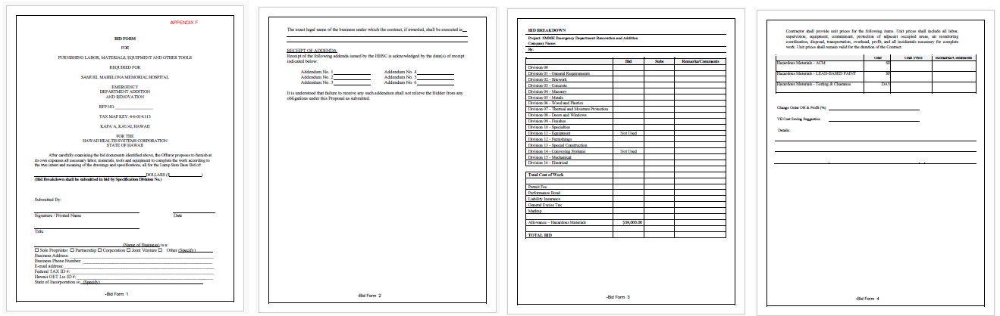 APPENDIX F
BID FORM
FOR
FURNISHING LABOR, MATERIALS, EQUIPMENT AND OTHER TOOLS
REQUIRED FOR
SAMUEL MAHELONA MEMORIAL HOSPITAL
EMERGENCY
DEPARTMENT ADDITION
AND RENOVATION
RFP NO.
TAX MAP KEY: 4-6-014:113
KAPA'A, KAUAI, HAWAII
FOR THE
HAWAII HEALTH SYSTEMS CORPORATION
STATE OF HAWAII
After carefully examining the bid documents identified above, the Offeror proposes to furnish at
its own expenses all necessary labor, materials, tools and equipment to complete the work according to
the true intent and meaning of the drawings and specifications, all for the Lump Sum Base Bid of:
DOLLARS ($ )
(Bid Breakdown shall be submitted in bid by Specification Division No.)
Submitted By:
Signature / Printed Name Date
Title
(Name of Business) is a:
☐ Sole Proprietor ☐ Partnership ☐ Corporation ☐ Joint Venture ☐ Other (Specify)
Business Address:
Business Phone Number:
E-mail address:
Federal TAX ID #:
Hawaii GET Lic ID#:
State of Incorporation is: (Specify)
-Bid Form 1
The exact legal name of the business under which the contract, if awarded, shall be executed is:
RECEIPT OF ADDENDA
Receipt of the following addenda issued by the HHSC is acknowledged by the date(s) of receipt
indicated below:
Addendum No. 1 Addendum No. 4
Addendum No. 2 Addendum No. 5
Addendum No. 3 Addendum No. 6
It is understood that failure to receive any such addendum shall not relieve the Bidder from any
obligations under this Proposal as submitted.
-Bid Form 2
BID BREAKDOWN
Project: SMMH Emergency Department Renovation and Addition
Company Name:
By:
Bid Subs Remarks/Comments
Division 00
Division 01 - General Requirements
Division 02 - Sitework
Division 03 - Concrete
Division 04 - Masonry
Division 05 - Metals
Division 06 - Wood and Plastics
Division 07 - Thermal and Moisture Protection
Division 08 - Doors and Windows
Division 09 - Finishes
Division 10 - Specialties
Division 11 - Equipment Not Used
Division 12 - Furnishings
Division 13 - Special Construction
Division 14 - Conveying Systems Not Used
Division 15 - Mechanical
Division 16 - Electrical
Total Cost of Work
Permit Fee
Performance Bond
Liability Insurance
General Excise Tax
Markup
Allowance – Hazardous Materials $39,000.00
TOTAL BID
-Bid Form 3
Contractor shall provide unit prices for the following items. Unit prices shall include all labor,
supervision, equipment, containment, protection of adjacent occupied areas, air monitoring
coordination, disposal, transportation, overhead, profit, and all incidentals necessary for complete
work. Unit prices shall remain valid for the duration of the Contract.
Unit Unit Price Remarks/Comments
Hazardous Materials - ACM SF
Hazardous Materials - LEAD-BASED PAINT SF
Hazardous Materials - Testing & Clearance DAY
Change Order OH & Profit (%)
VE/Cost Saving Suggestion
Details:
-Bid Form 4